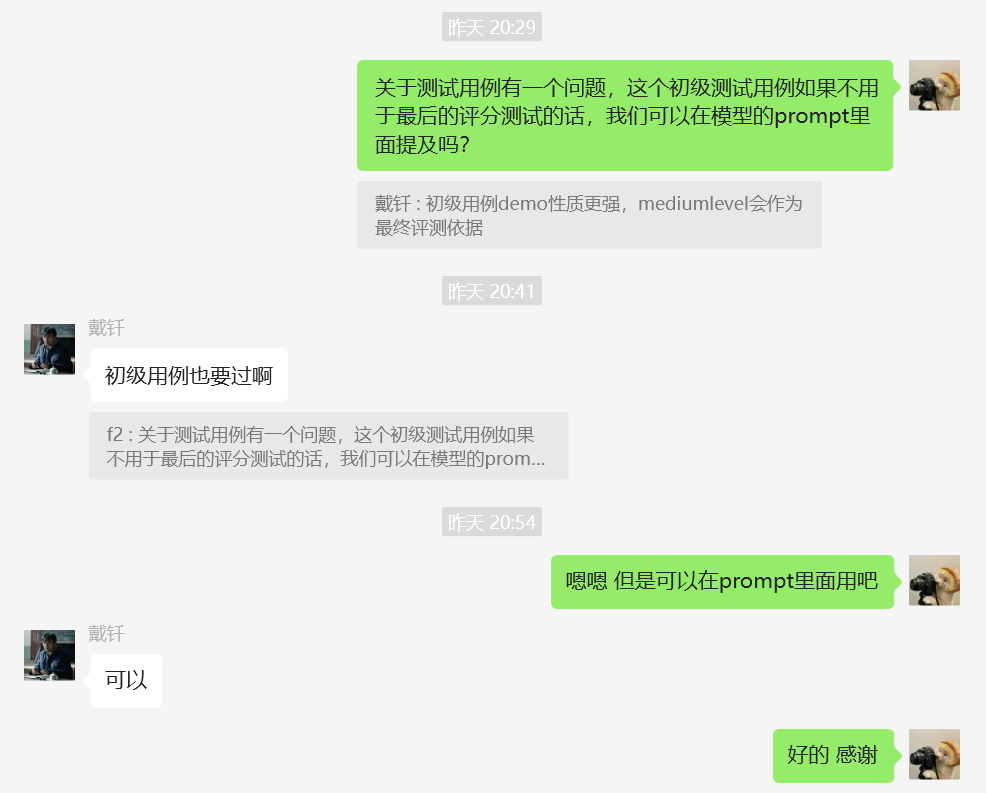 昨天 20:29
关于测试用例有一个问题，这个初级测试用例如果不用
于最后的评分测试的话，我们可以在模型的prompt里
面提及吗？
戴钎 : 初级用例demo性质更强，mediumlevel会作为
最终评测依据
昨天 20:41
戴钎
初级用例也要过啊
f2 : 关于测试用例有一个问题，这个初级测试用例如果
不用于最后的评分测试的话，我们可以在模型的prom...
昨天 20:54
嗯嗯 但是可以在prompt里面用吧
戴钎
可以
好的 感谢